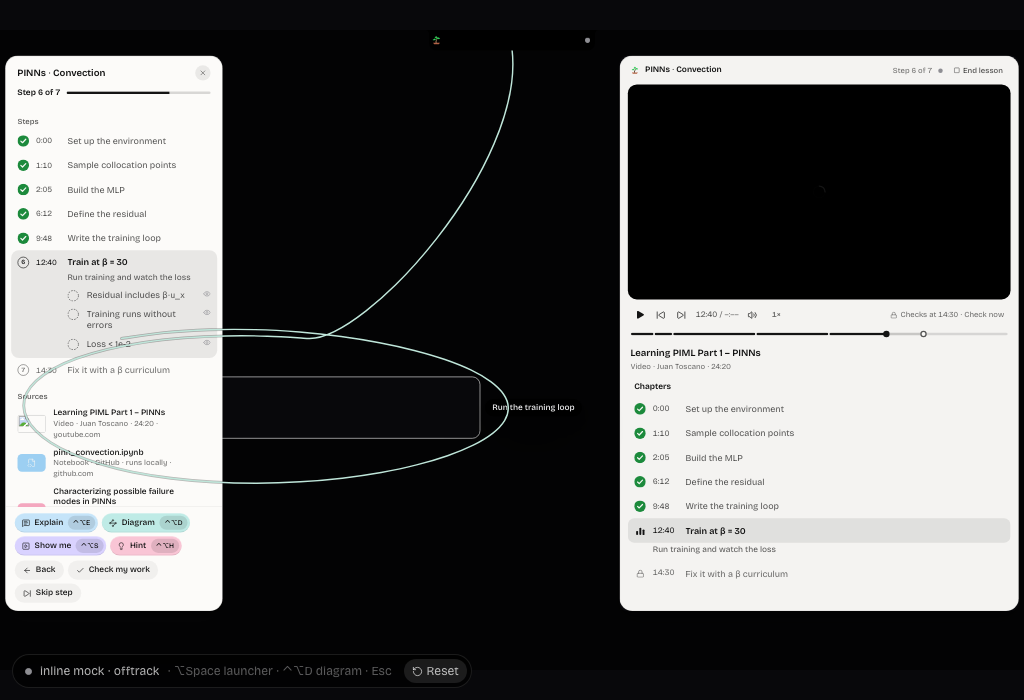 PINNs · Convection
Step 6 of 7
Steps
0:00 Set up the environment
1:10 Sample collocation points
2:05 Build the MLP
6:12 Define the residual
9:48 Write the training loop
6 12:40 Train at β = 30
Run training and watch the loss
Residual includes β·u_x
Training runs without
errors
Loss < 1e-2
7 14:30 Fix it with a β curriculum
Sources
Learning PIML Part 1 – PINNs
Video · Juan Toscano · 24:20 ·
youtube.com
pinn_convection.ipynb
Notebook · GitHub · runs locally ·
github.com
Characterizing possible failure
modes in PINNs
Explain ^⌥E
Diagram ^⌥D
Show me ^⌥S
Hint ^⌥H
Back
Check my work
Skip step
Run the training loop
PINNs · Convection
Step 6 of 7
End lesson
12:40 / –:––
1×
Checks at 14:30 · Check now
Learning PIML Part 1 – PINNs
Video · Juan Toscano · 24:20
Chapters
0:00 Set up the environment
1:10 Sample collocation points
2:05 Build the MLP
6:12 Define the residual
9:48 Write the training loop
12:40 Train at β = 30
Run training and watch the loss
14:30 Fix it with a β curriculum
inline mock · offtrack · ⌥Space launcher · ^⌥D diagram · Esc
Reset